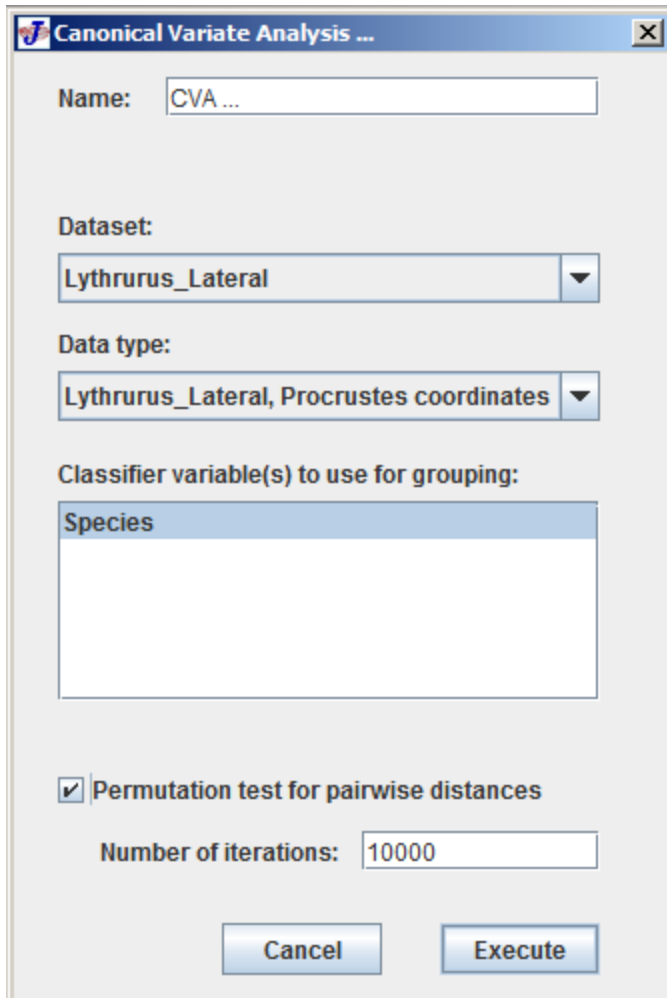 Canonical Variate Analysis ...
Name: CVA ...
Dataset:
Lythrurus_Lateral
Data type:
Lythrurus_Lateral, Procrustes coordinates
Classifier variable(s) to use for grouping:
Species
Permutation test for pairwise distances
Number of iterations: 10000
Cancel Execute